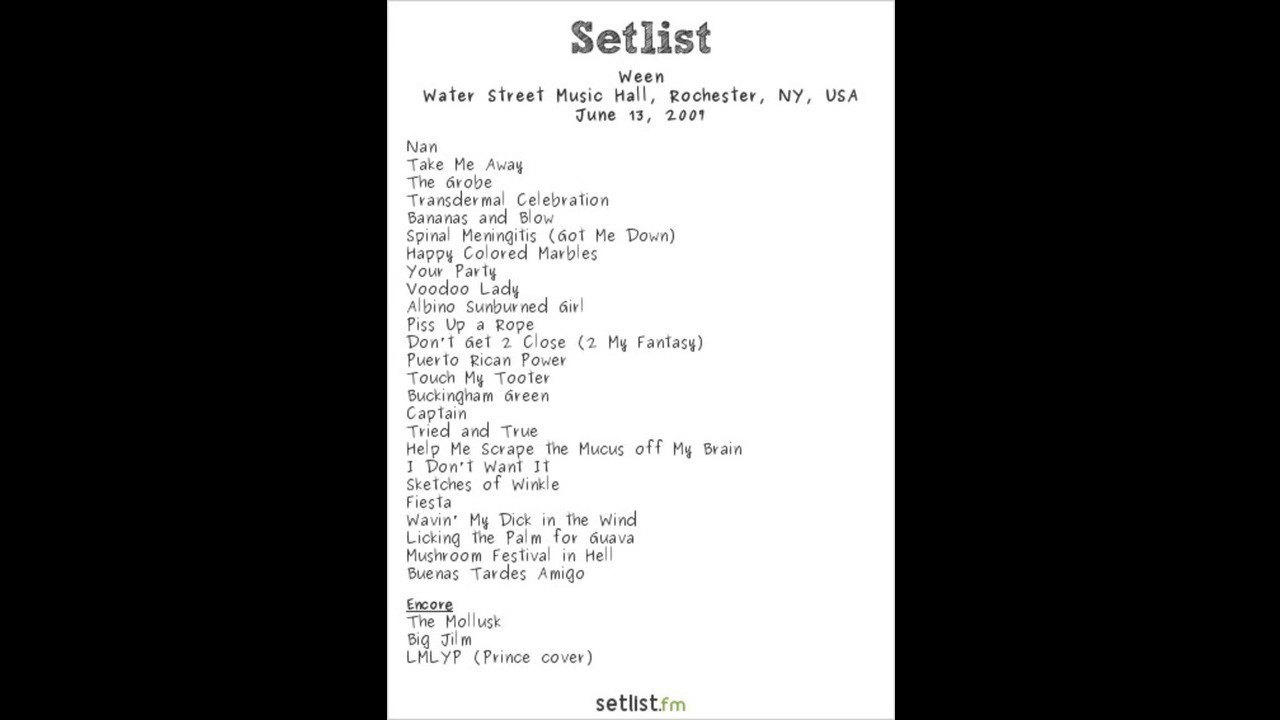 Setlist
Ween
Water Street Music Hall, Rochester, NY, USA
June 13, 2009
Nan
Take Me Away
The Grobe
Transdermal Celebration
Bananas and Blow
Spinal Meningitis (Got Me Down)
Happy Colored Marbles
Your Party
Voodoo Lady
Albino Sunburned Girl
Piss Up a Rope
Don't Get 2 Close (2 My Fantasy)
Puerto Rican Power
Touch My Tooter
Buckingham Green
Captain
Tried and True
Help Me Scrape the Mucus off My Brain
I Don't Want It
Sketches of Winkle
Fiesta
Wavin' My Dick in the Wind
Licking the Palm for Guava
Mushroom Festival in Hell
Buenas Tardes Amigo
Encore
The Mollusk
Big Jilm
LMLYP (Prince cover)
setlist.fm